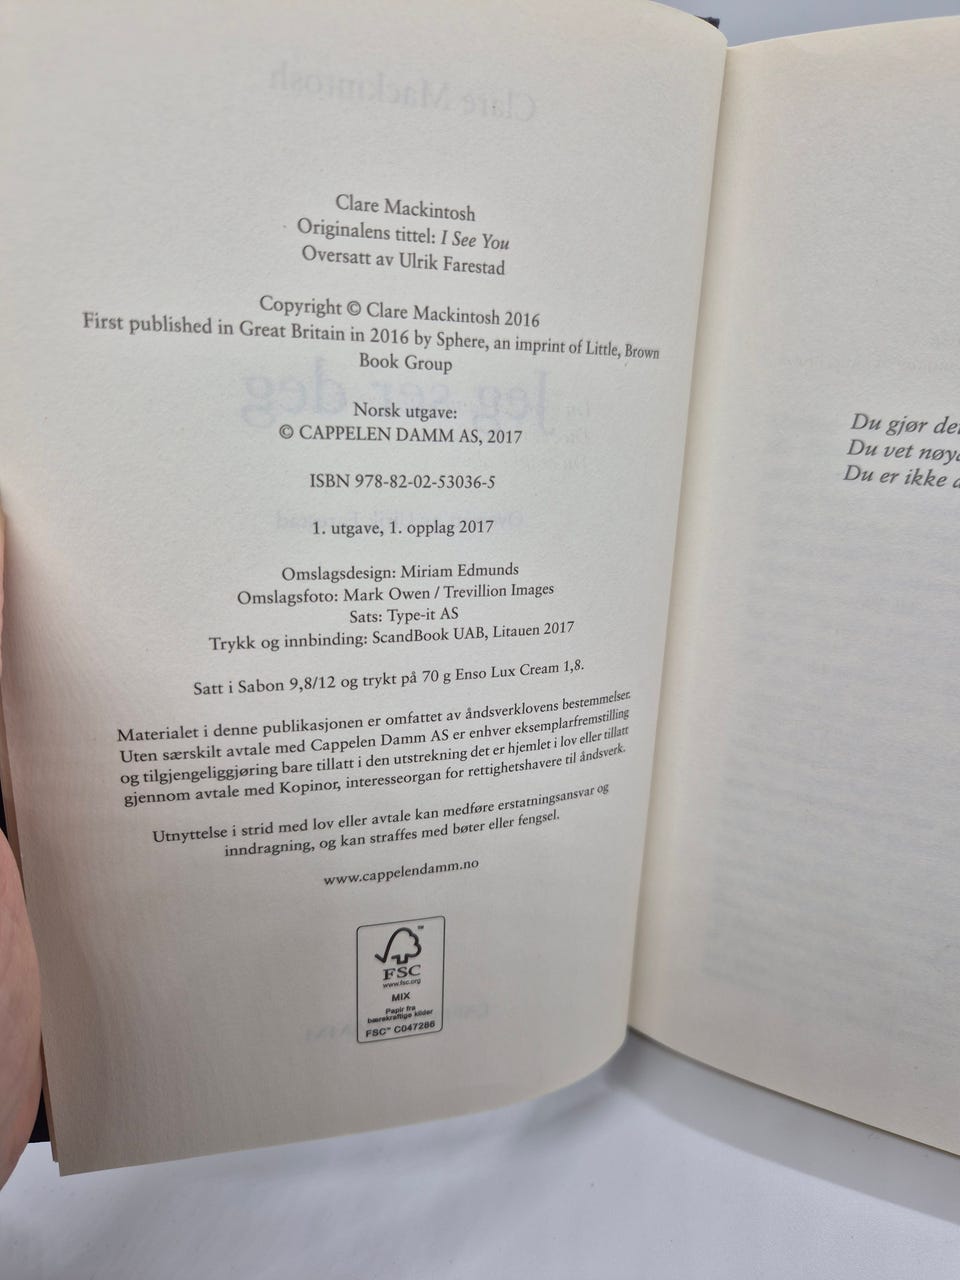 Clare Mackintosh
Originalens tittel: I See You
Oversatt av Ulrik Farestad
Copyright © Clare Mackintosh 2016
First published in Great Britain in 2016 by Sphere, an imprint of Little, Brown
Book Group
Norsk utgave:
© CAPPELEN DAMM AS, 2017
ISBN 978-82-02-53036-5
1. utgave, 1. opplag 2017
Omslagsdesign: Miriam Edmunds
Omslagsfoto: Mark Owen / Trevillion Images
Sats: Type-it AS
Trykk og innbinding: ScandBook UAB, Litauen 2017
Satt i Sabon 9,8/12 og trykt på 70 g Enso Lux Cream 1,8.
Materialet i denne publikasjonen er omfattet av åndsverklovens bestemmelser.
Uten særskilt avtale med Cappelen Damm AS er enhver eksemplarfremstilling
og tilgjengeliggjøring bare tillatt i den utstrekning det er hjemlet i lov eller tillatt
gjennom avtale med Kopinor, interesseorgan for rettighetshavere til åndsverk.
Utnyttelse i strid med lov eller avtale kan medføre erstatningsansvar og
inndragning, og kan straffes med bøter eller fengsel.
www.cappelendamm.no
FSC™
www.fsc.org
MIX
Papir fra
bærekraftige kilder
FSC™ C047286
Du gjør
Du vet
Du er ikke